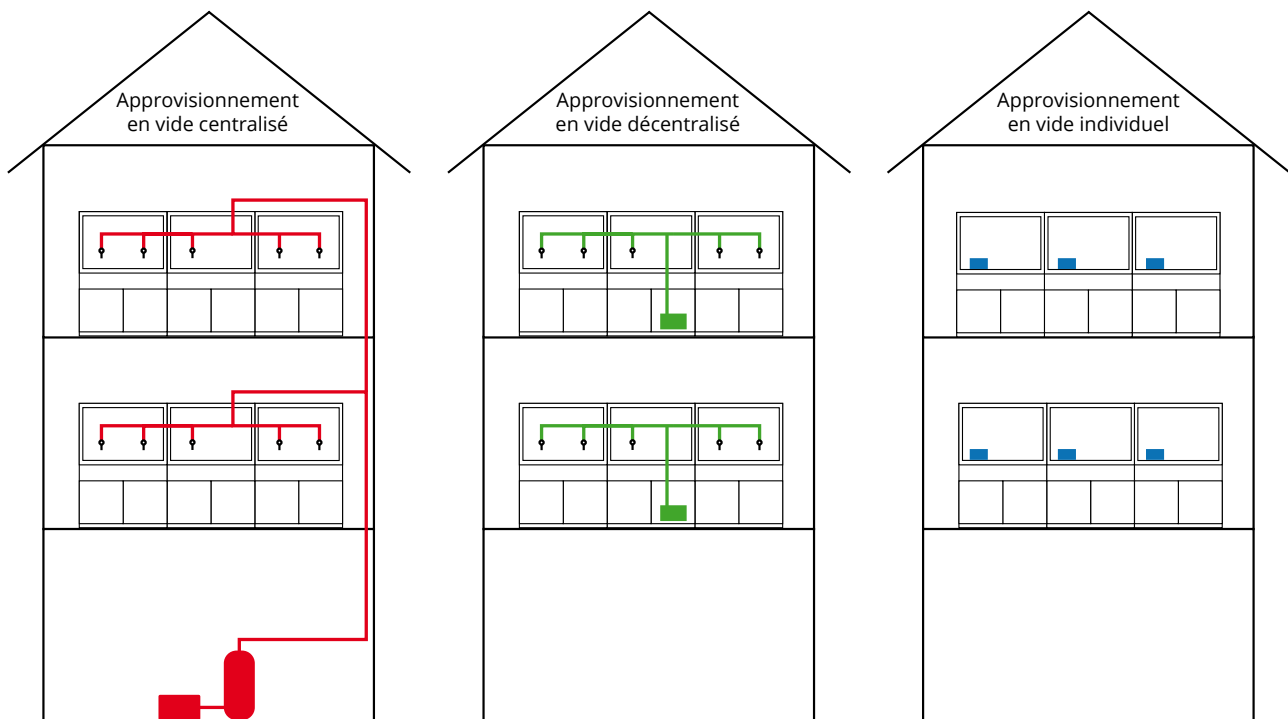 Approvisionnement
en vide centralisé
Approvisionnement
en vide décentralisé
Approvisionnement
en vide individuel